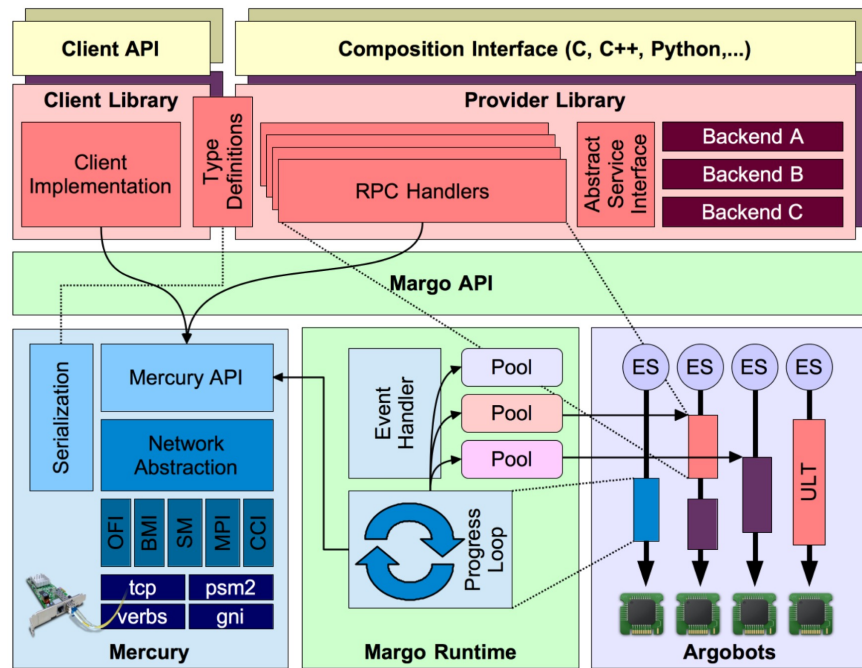 Client API
Composition Interface (C, C++, Python,...)
Client Library
Provider Library
Client
Implementation
Type
Definitions
RPC Handlers
Abstract
Service
Interface
Backend A
Backend B
Backend C
Margo API
Serialization
Mercury API
Network
Abstraction
OFI
BMI
SM
MPI
CCI
tcp
psm2
verbs
gni
Mercury
Event
Handler
Pool
Pool
Pool
Progress
Loop
Margo Runtime
ES
ES
ES
ES
ULT
Argobots